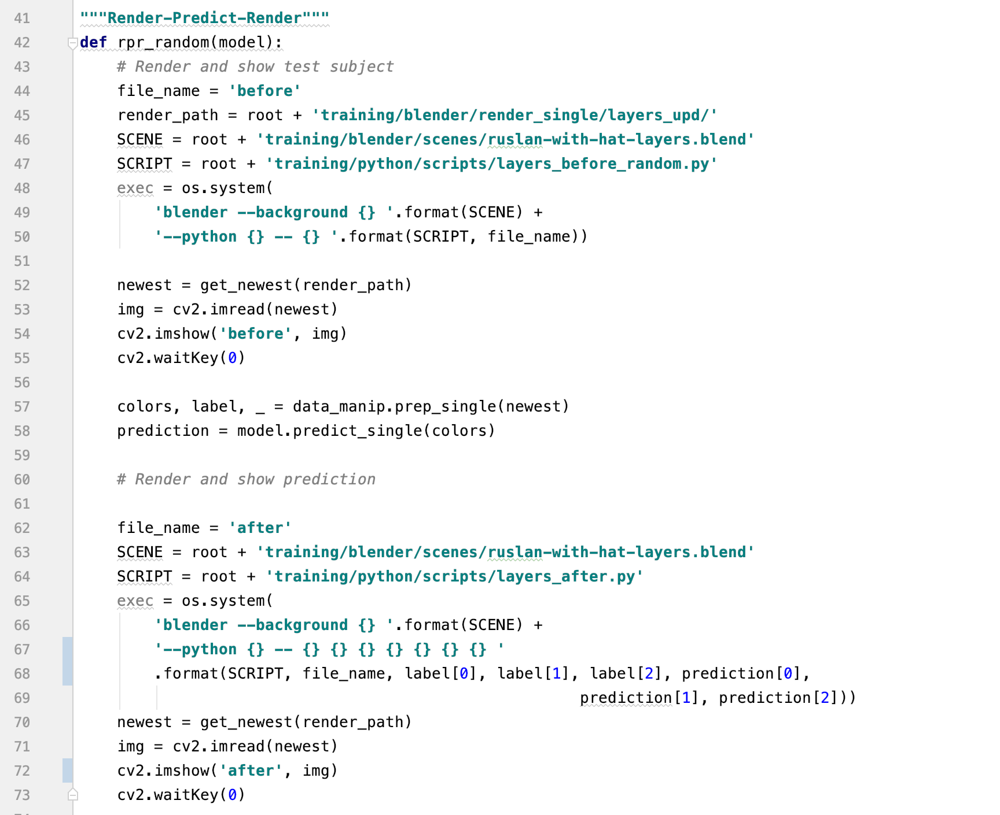 41 """Render-Predict-Render"""
42 def rpr_random(model):
43     # Render and show test subject
44     file_name = 'before'
45     render_path = root + 'training/blender/render_single/layers_upd/'
46     SCENE = root + 'training/blender/scenes/ruslan-with-hat-layers.blend'
47     SCRIPT = root + 'training/python/scripts/layers_before_random.py'
48     exec = os.system(
49         'blender --background {} '.format(SCENE) +
50         '--python {} -- {} '.format(SCRIPT, file_name))
51
52     newest = get_newest(render_path)
53     img = cv2.imread(newest)
54     cv2.imshow('before', img)
55     cv2.waitKey(0)
56
57     colors, label, _ = data_manip.prep_single(newest)
58     prediction = model.predict_single(colors)
59
60     # Render and show prediction
61
62     file_name = 'after'
63     SCENE = root + 'training/blender/scenes/ruslan-with-hat-layers.blend'
64     SCRIPT = root + 'training/python/scripts/layers_after.py'
65     exec = os.system(
66         'blender --background {} '.format(SCENE) +
67         '--python {} -- {} {} {} {} {} {} {} '
68         .format(SCRIPT, file_name, label[0], label[1], label[2], prediction[0],
69                                                       prediction[1], prediction[2]))
70     newest = get_newest(render_path)
71     img = cv2.imread(newest)
72     cv2.imshow('after', img)
73     cv2.waitKey(0)